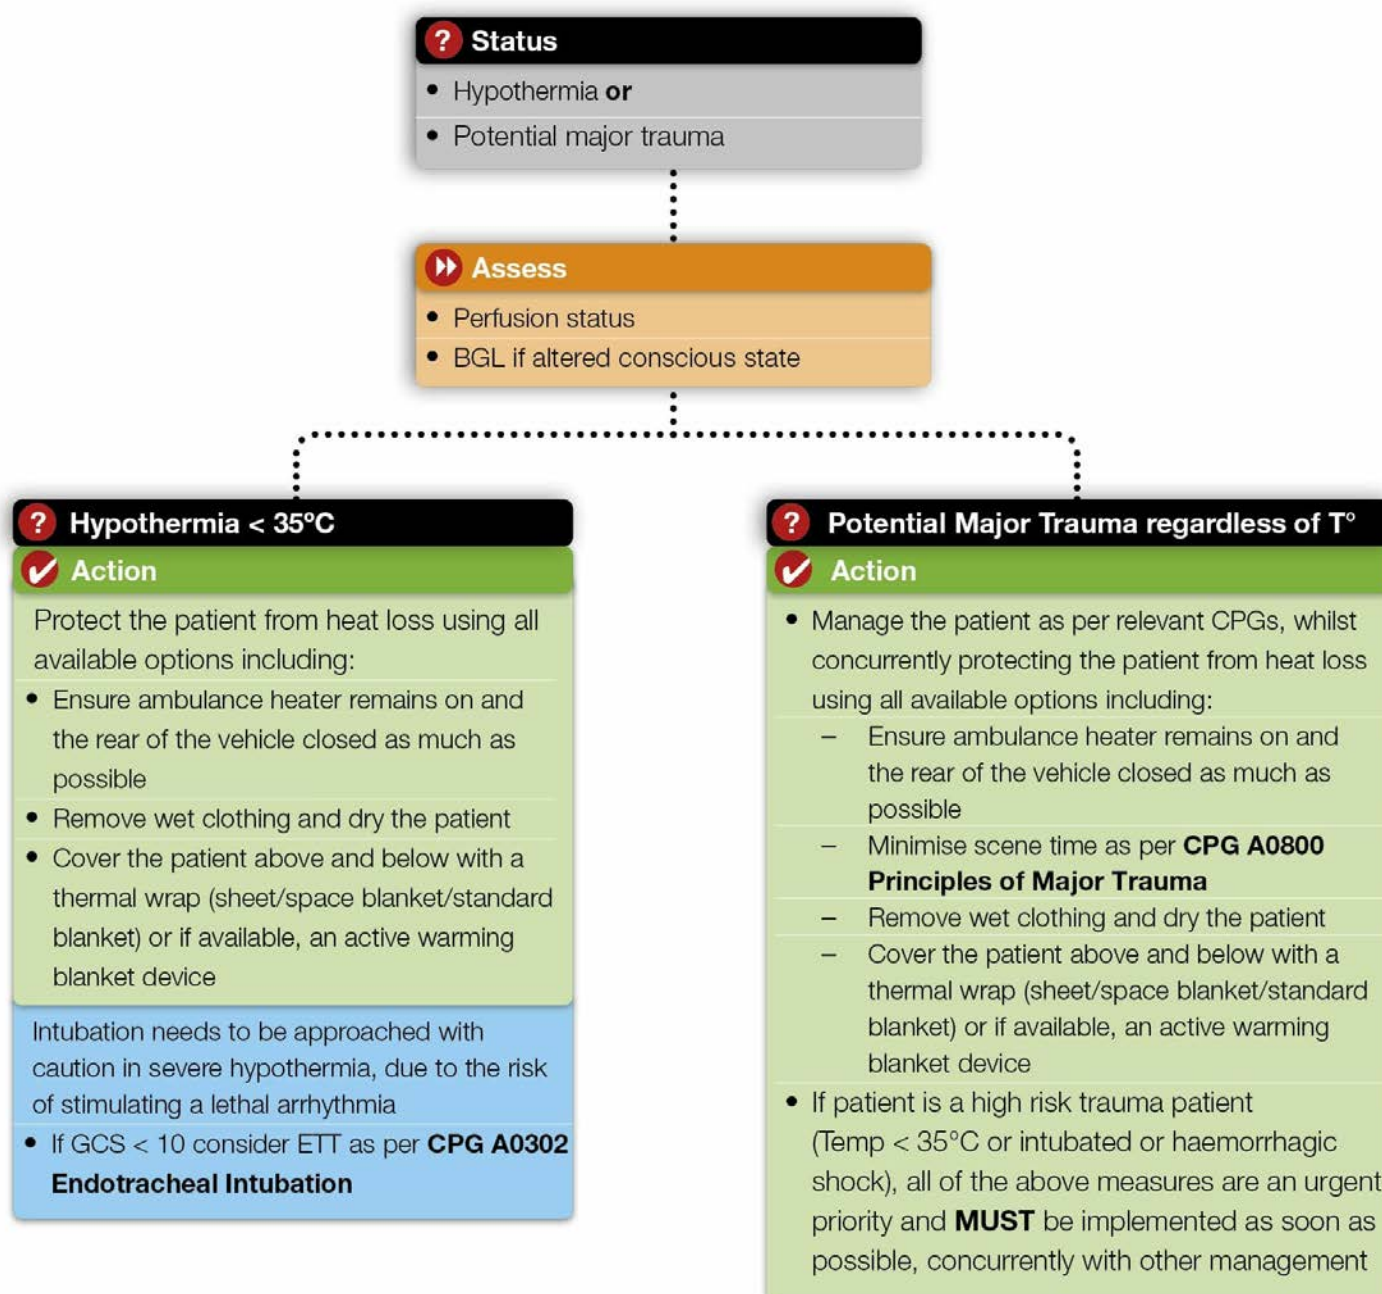 ? Status
• Hypothermia or
• Potential major trauma
Assess
• Perfusion status
• BGL if altered conscious state
? Hypothermia < 35ºC
Action
Protect the patient from heat loss using all
available options including:
• Ensure ambulance heater remains on and
the rear of the vehicle closed as much as
possible
• Remove wet clothing and dry the patient
• Cover the patient above and below with a
thermal wrap (sheet/space blanket/standard
blanket) or if available, an active warming
blanket device
Intubation needs to be approached with
caution in severe hypothermia, due to the risk
of stimulating a lethal arrhythmia
• If GCS < 10 consider ETT as per CPG A0302
Endotracheal Intubation
? Potential Major Trauma regardless of Tº
Action
• Manage the patient as per relevant CPGs, whilst
concurrently protecting the patient from heat loss
using all available options including:
– Ensure ambulance heater remains on and
the rear of the vehicle closed as much as
possible
– Minimise scene time as per CPG A0800
Principles of Major Trauma
– Remove wet clothing and dry the patient
– Cover the patient above and below with a
thermal wrap (sheet/space blanket/standard
blanket) or if available, an active warming
blanket device
• If patient is a high risk trauma patient
(Temp < 35ºC or intubated or haemorrhagic
shock), all of the above measures are an urgent
priority and MUST be implemented as soon as
possible, concurrently with other management